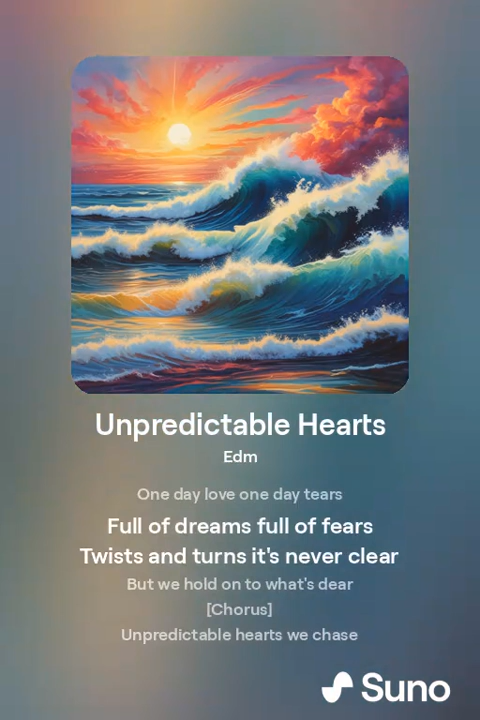 Unpredictable Hearts
Edm
One day love one day tears
Full of dreams full of fears
Twists and turns it's never clear
But we hold on to what's dear
[Chorus]
Unpredictable hearts we chase
Suno